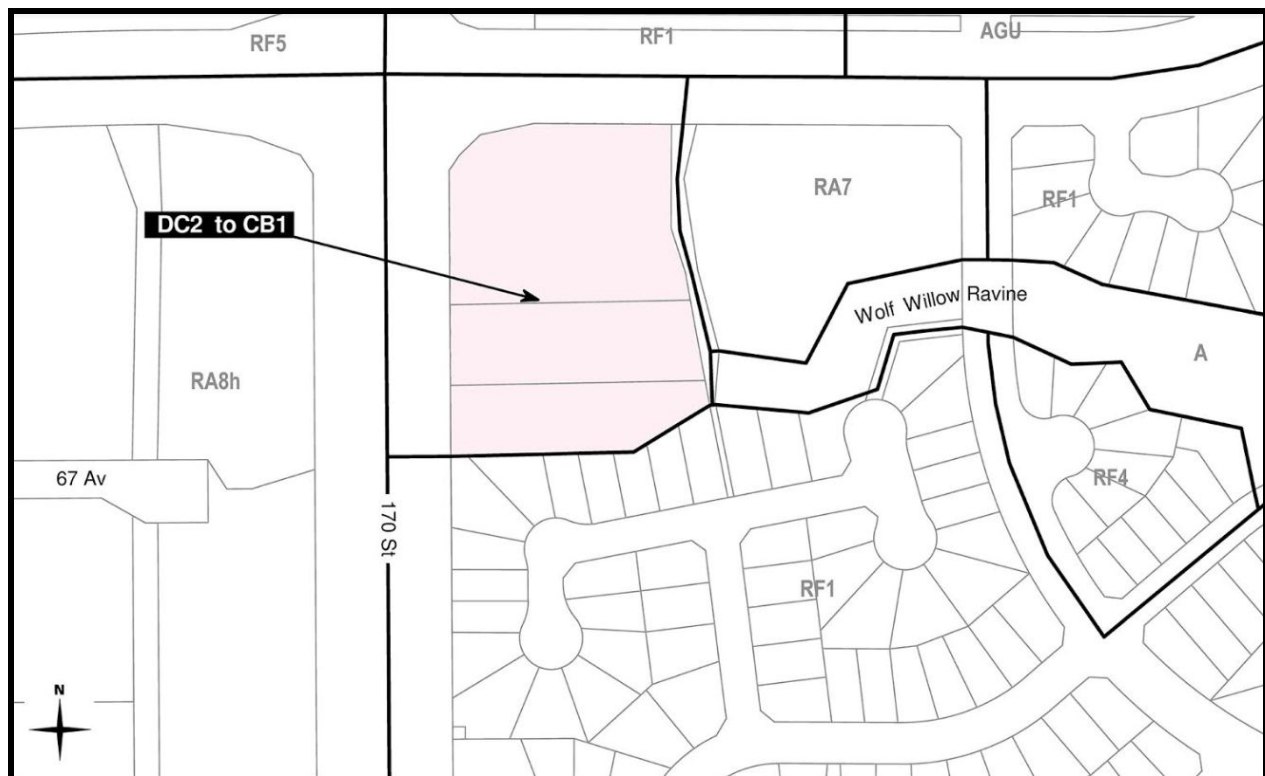 RF5
RF1
AGU
RA7
RF1
DC2 to CB1
Wolf Willow Ravine
A
RA8h
67 Av
RF4
170 St
RF1
N